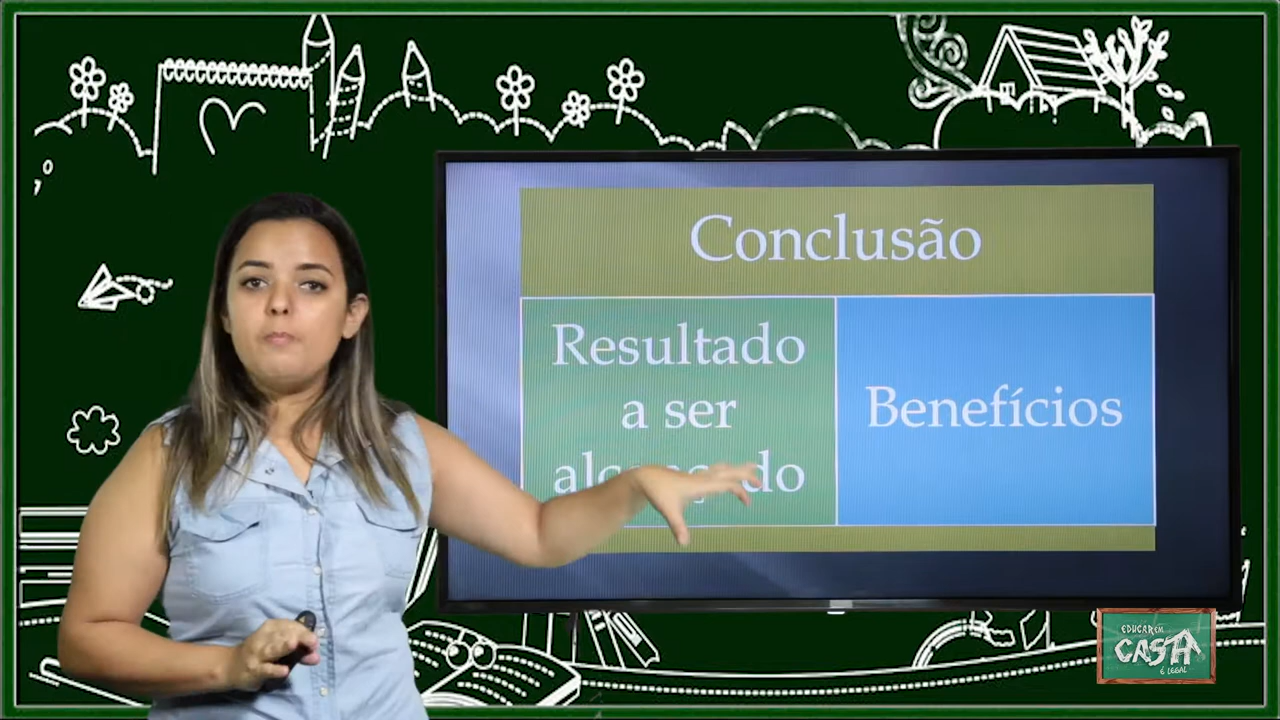 Conclusão
Resultado
a ser
Benefícios
EDUCAR EM
CASA
É LEGAL